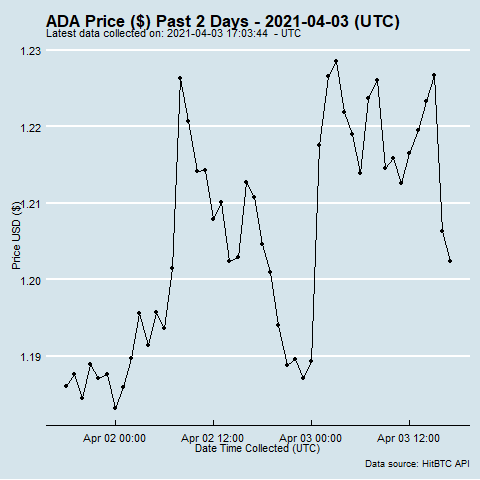 ADA Price ($) Past 2 Days - 2021-04-03 (UTC)
Latest data collected on: 2021-04-03 17:03:44 - UTC
1.23
1.22
1.21
1.20
1.19
Price USD ($)
Apr 02 00:00
Apr 02 12:00
Apr 03 00:00
Apr 03 12:00
Date Time Collected (UTC)
Data source: HitBTC API